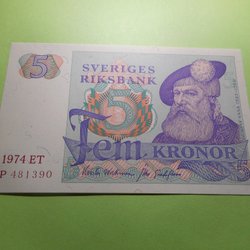 5
SVERIGES
RIKSBANK
5
Fem KRONOR
1974 ET
P 481390